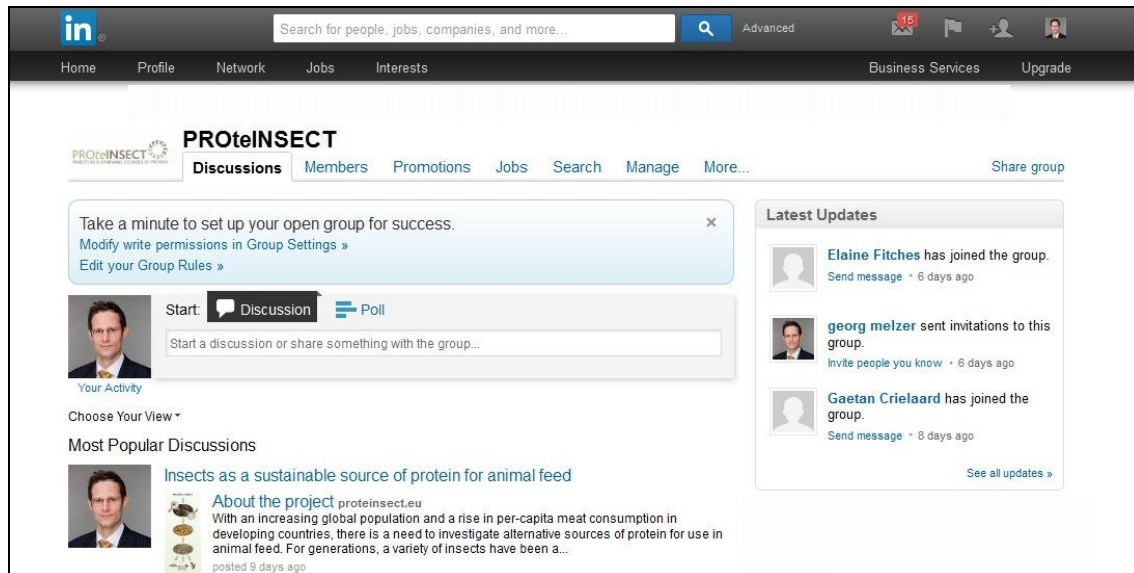 in
Search for people, jobs, companies, and more...
Advanced
15
Home Profile Network Jobs Interests
Business Services Upgrade
PROteINSECT
PROteINSECT
Discussions Members Promotions Jobs Search Manage More...
Share group
Take a minute to set up your open group for success.
Modify write permissions in Group Settings »
Edit your Group Rules »
Start: Discussion Poll
Start a discussion or share something with the group...
Your Activity
Choose Your View
Most Popular Discussions
Insects as a sustainable source of protein for animal feed
About the project proteinsect.eu
With an increasing global population and a rise in per-capita meat consumption in
developing countries, there is a need to investigate alternative sources of protein for use in
animal feed. For generations, a variety of insects have been a...
posted 9 days ago
Latest Updates
Elaine Fitches has joined the group.
Send message • 6 days ago
georg melzer sent invitations to this
group.
Invite people you know • 6 days ago
Gaetan Crielaard has joined the
group.
Send message • 8 days ago
See all updates »